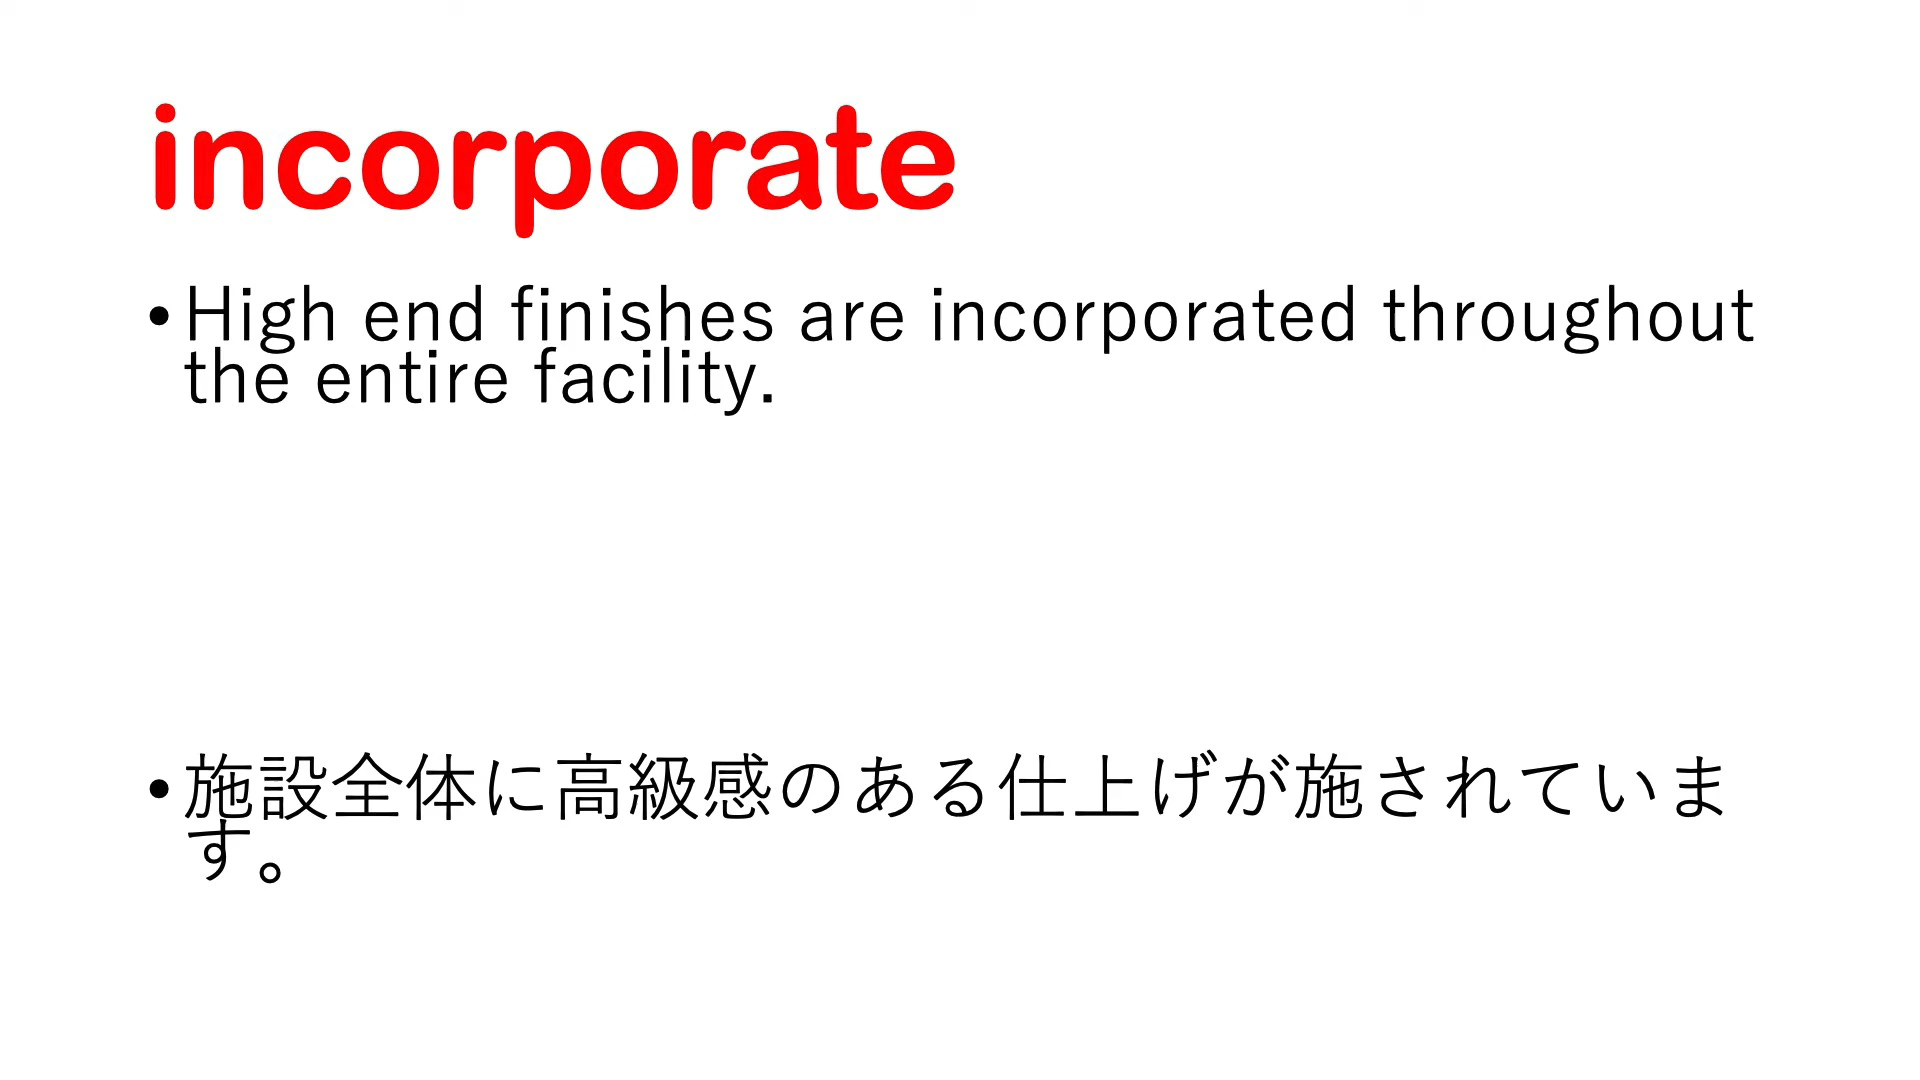 incorporate
• High end finishes are incorporated throughout
the entire facility.
• 施設全体に高級感のある仕上げが施されていま
す。